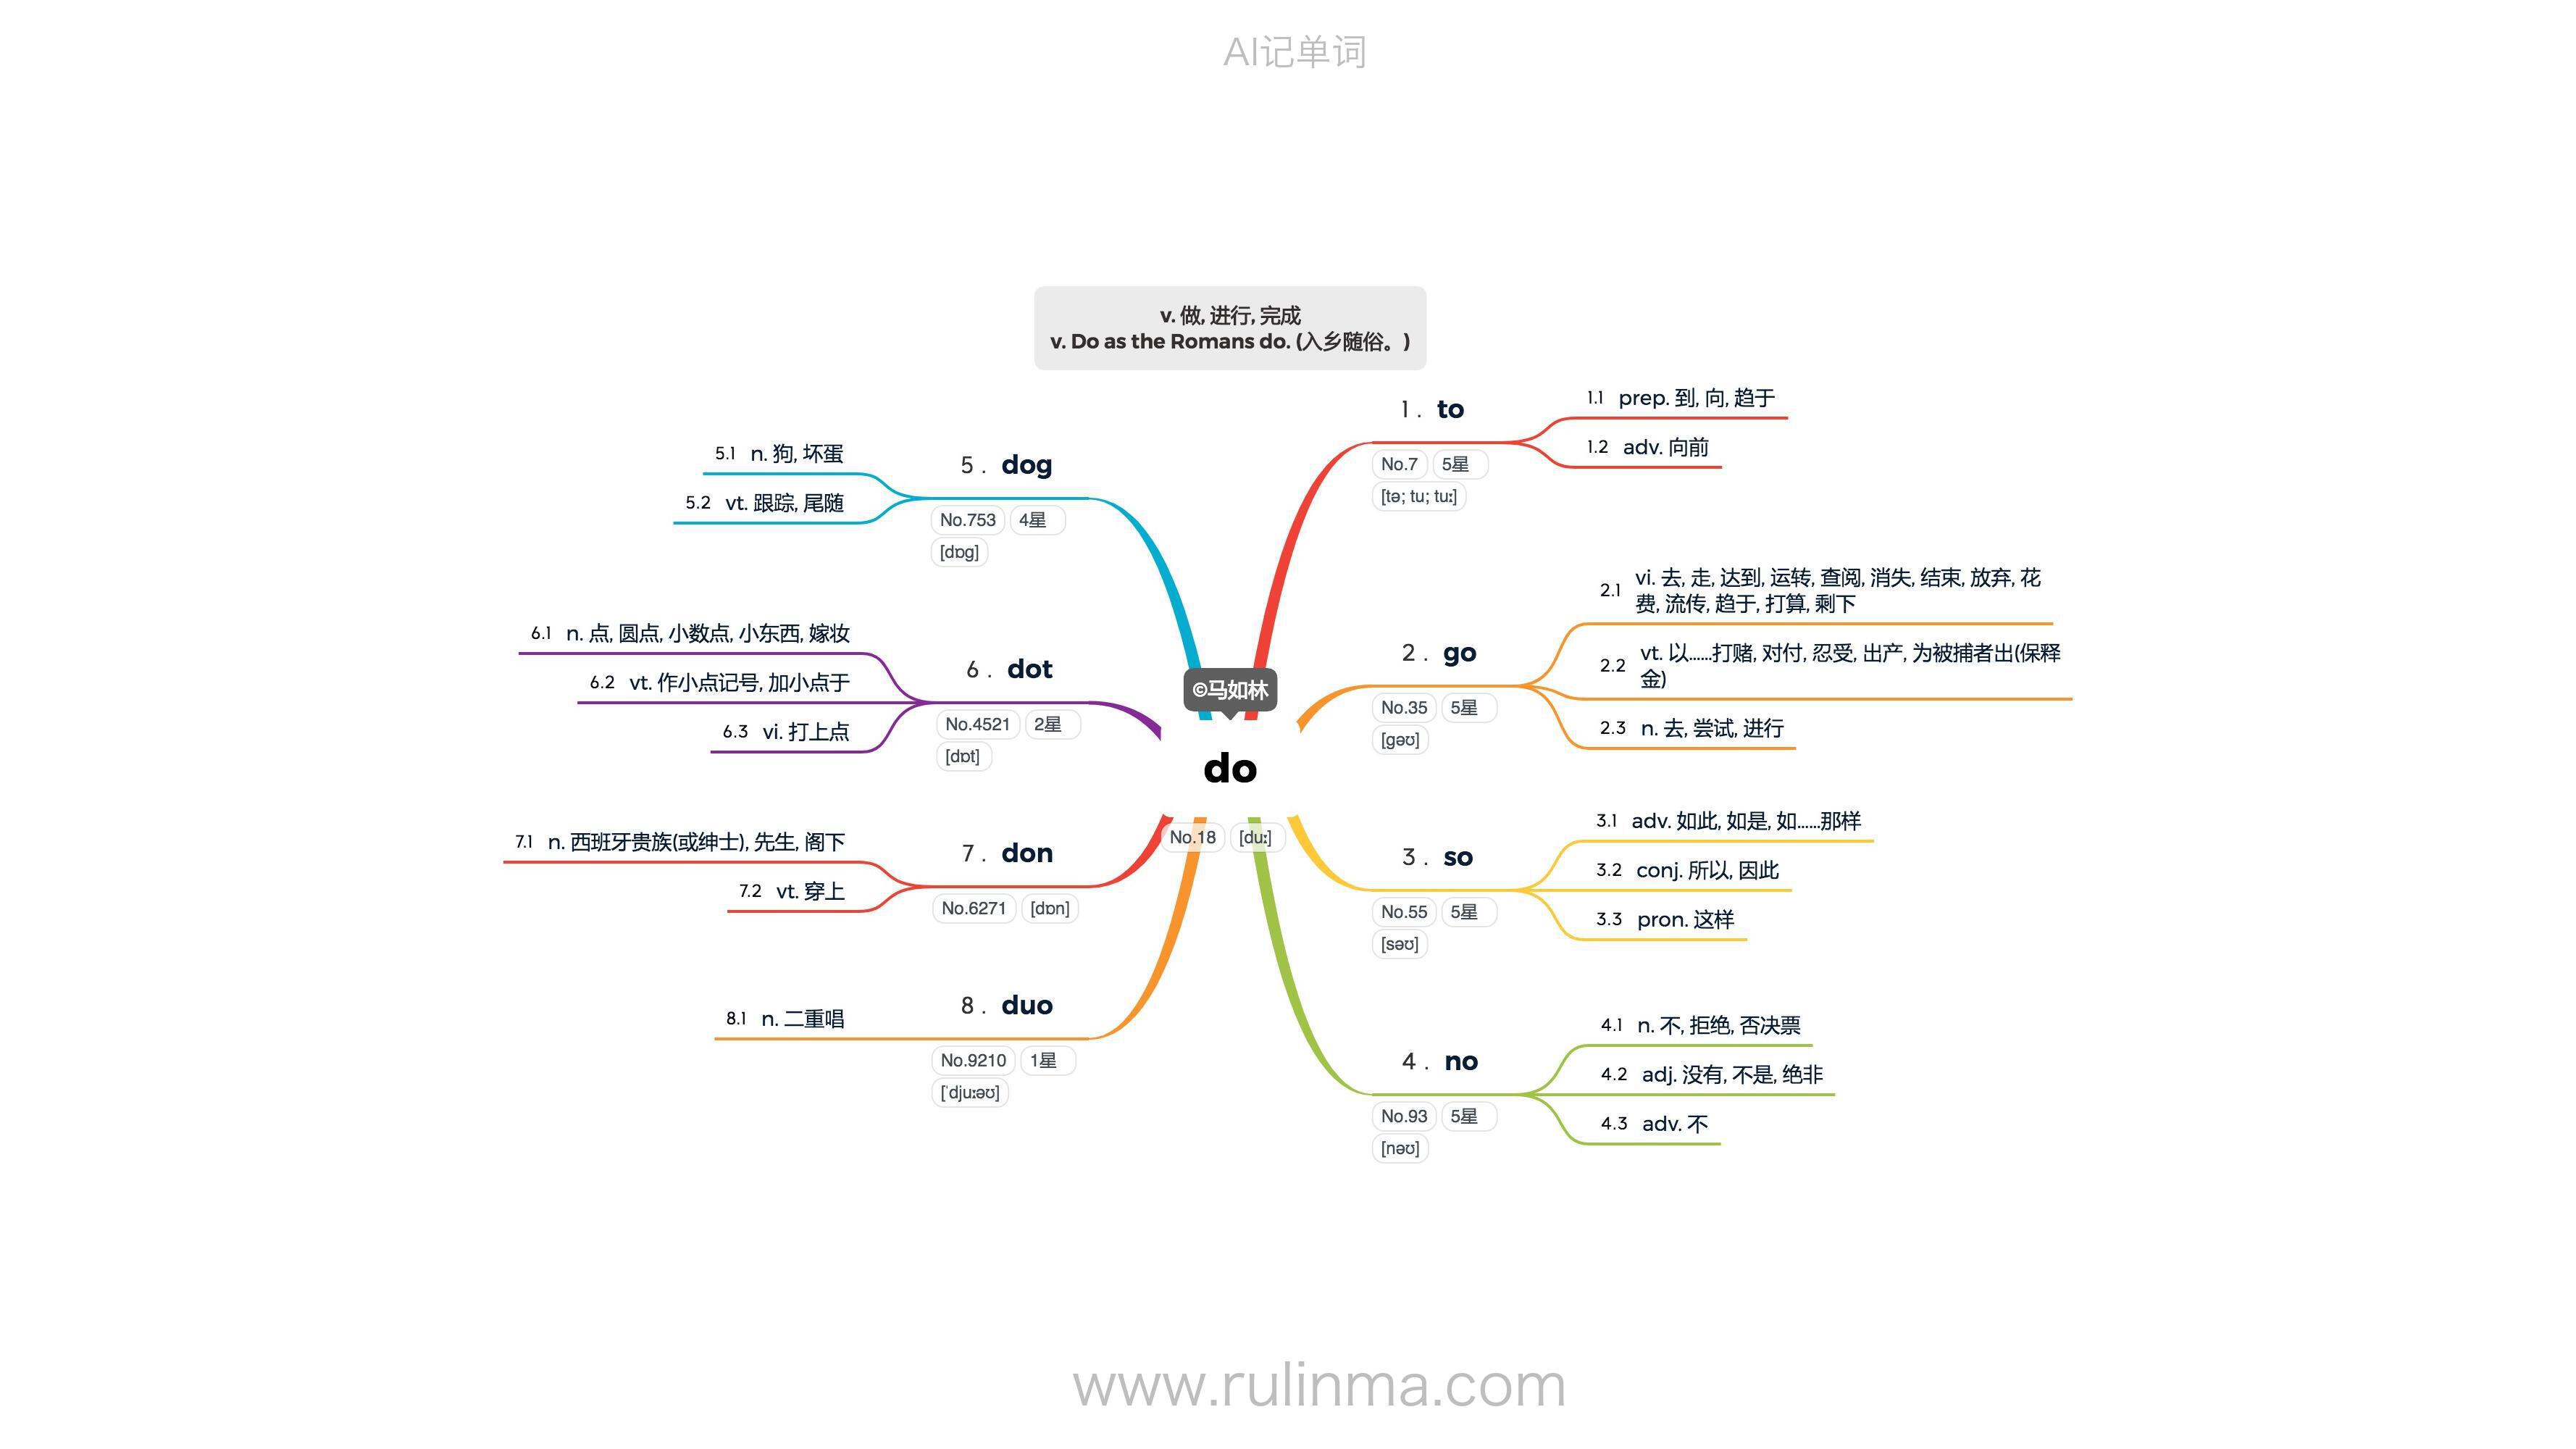 AI记单词
v. 做, 进行, 完成
v. Do as the Romans do. (入乡随俗。)
©马如林
do
No.18 [duː]
1 . to
No.7 5星
[tə; tu; tuː]
1.1 prep. 到, 向, 趋于
1.2 adv. 向前
2 . go
No.35 5星
[gəʊ]
2.1 vi. 去, 走, 达到, 运转, 查阅, 消失, 结束, 放弃, 花
费, 流传, 趋于, 打算, 剩下
2.2 vt. 以......打赌, 对付, 忍受, 出产, 为被捕者出(保释
金)
2.3 n. 去, 尝试, 进行
3 . so
No.55 5星
[səʊ]
3.1 adv. 如此, 如是, 如......那样
3.2 conj. 所以, 因此
3.3 pron. 这样
4 . no
No.93 5星
[nəʊ]
4.1 n. 不, 拒绝, 否决票
4.2 adj. 没有, 不是, 绝非
4.3 adv. 不
5 . dog
No.753 4星
[dɒg]
5.1 n. 狗, 坏蛋
5.2 vt. 跟踪, 尾随
6 . dot
No.4521 2星
[dɒt]
6.1 n. 点, 圆点, 小数点, 小东西, 嫁妆
6.2 vt. 作小点记号, 加小点于
6.3 vi. 打上点
7 . don
No.6271 [dɒn]
7.1 n. 西班牙贵族(或绅士), 先生, 阁下
7.2 vt. 穿上
8 . duo
No.9210 1星
[ˈdjuːəʊ]
8.1 n. 二重唱
www.rulinma.com